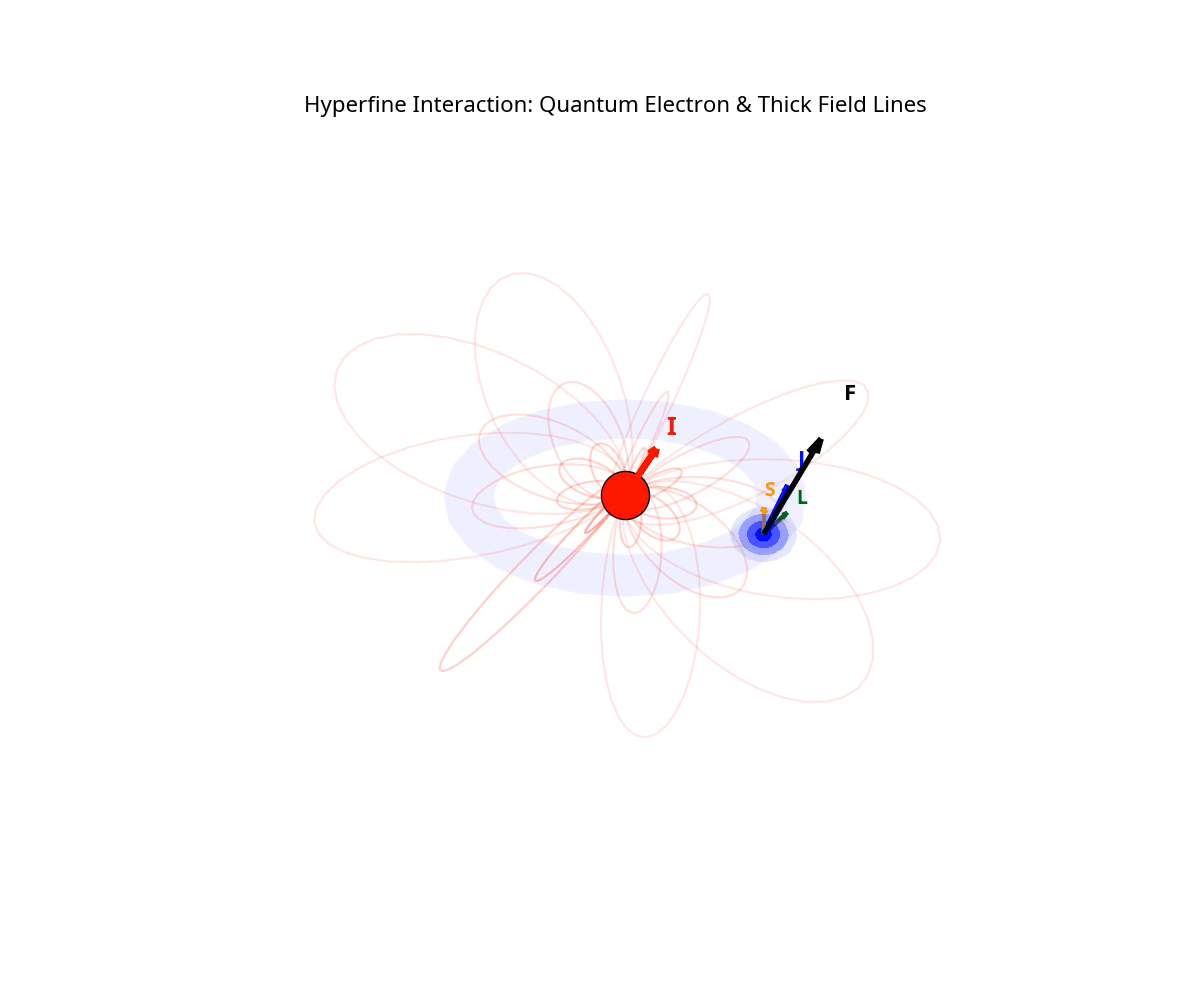 Hyperfine Interaction: Quantum Electron & Thick Field Lines
F
I
J
S
L